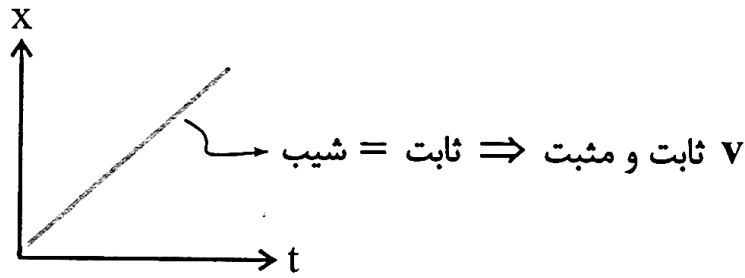 x
شیب = ثابت ⇒ v ثابت و مثبت
t